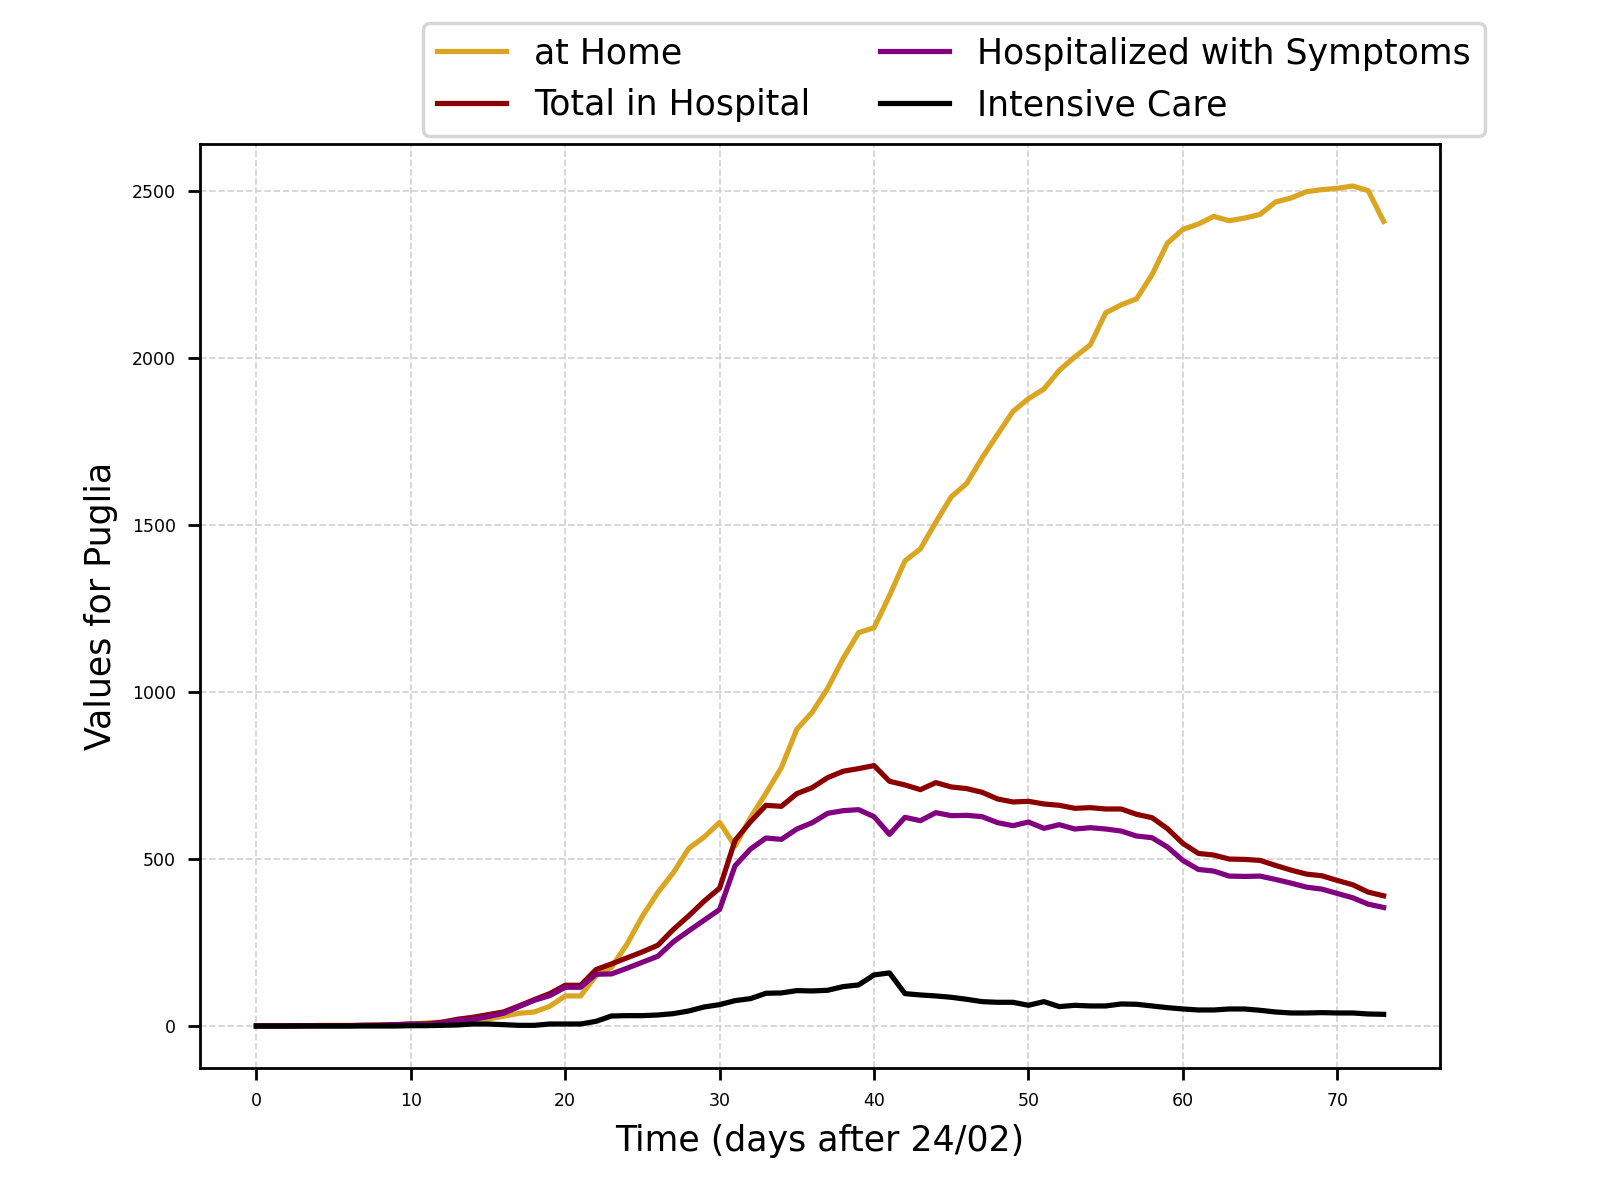 at Home
Total in Hospital
Hospitalized with Symptoms
Intensive Care
Values for Puglia
2500
2000
1500
1000
500
0
0 10 20 30 40 50 60 70
Time (days after 24/02)